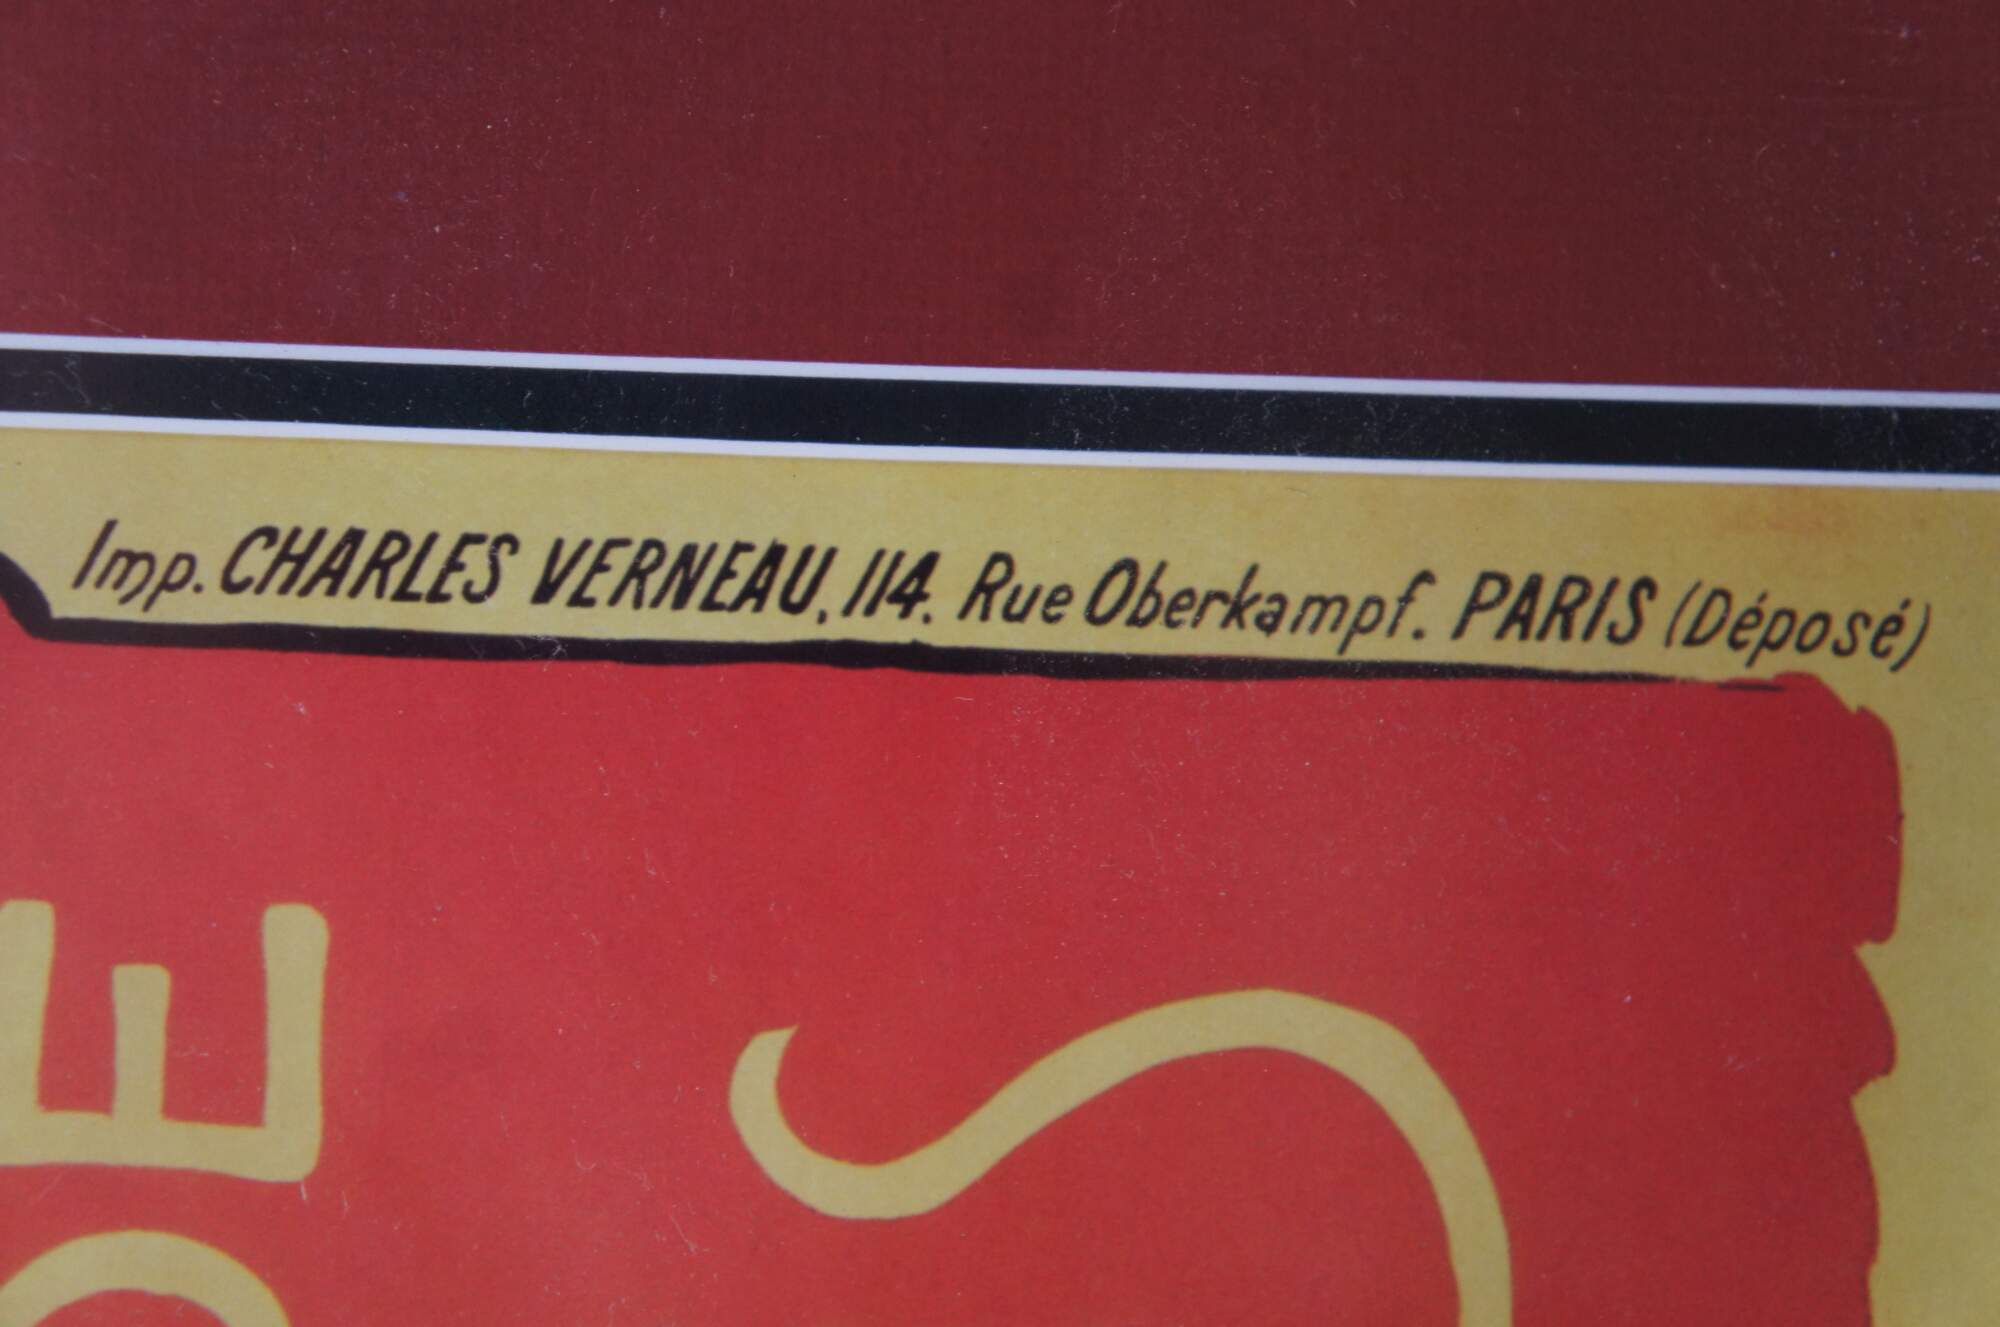 Imp. CHARLES VERNEAU, 114. Rue Oberkampf. PARIS (Déposé)